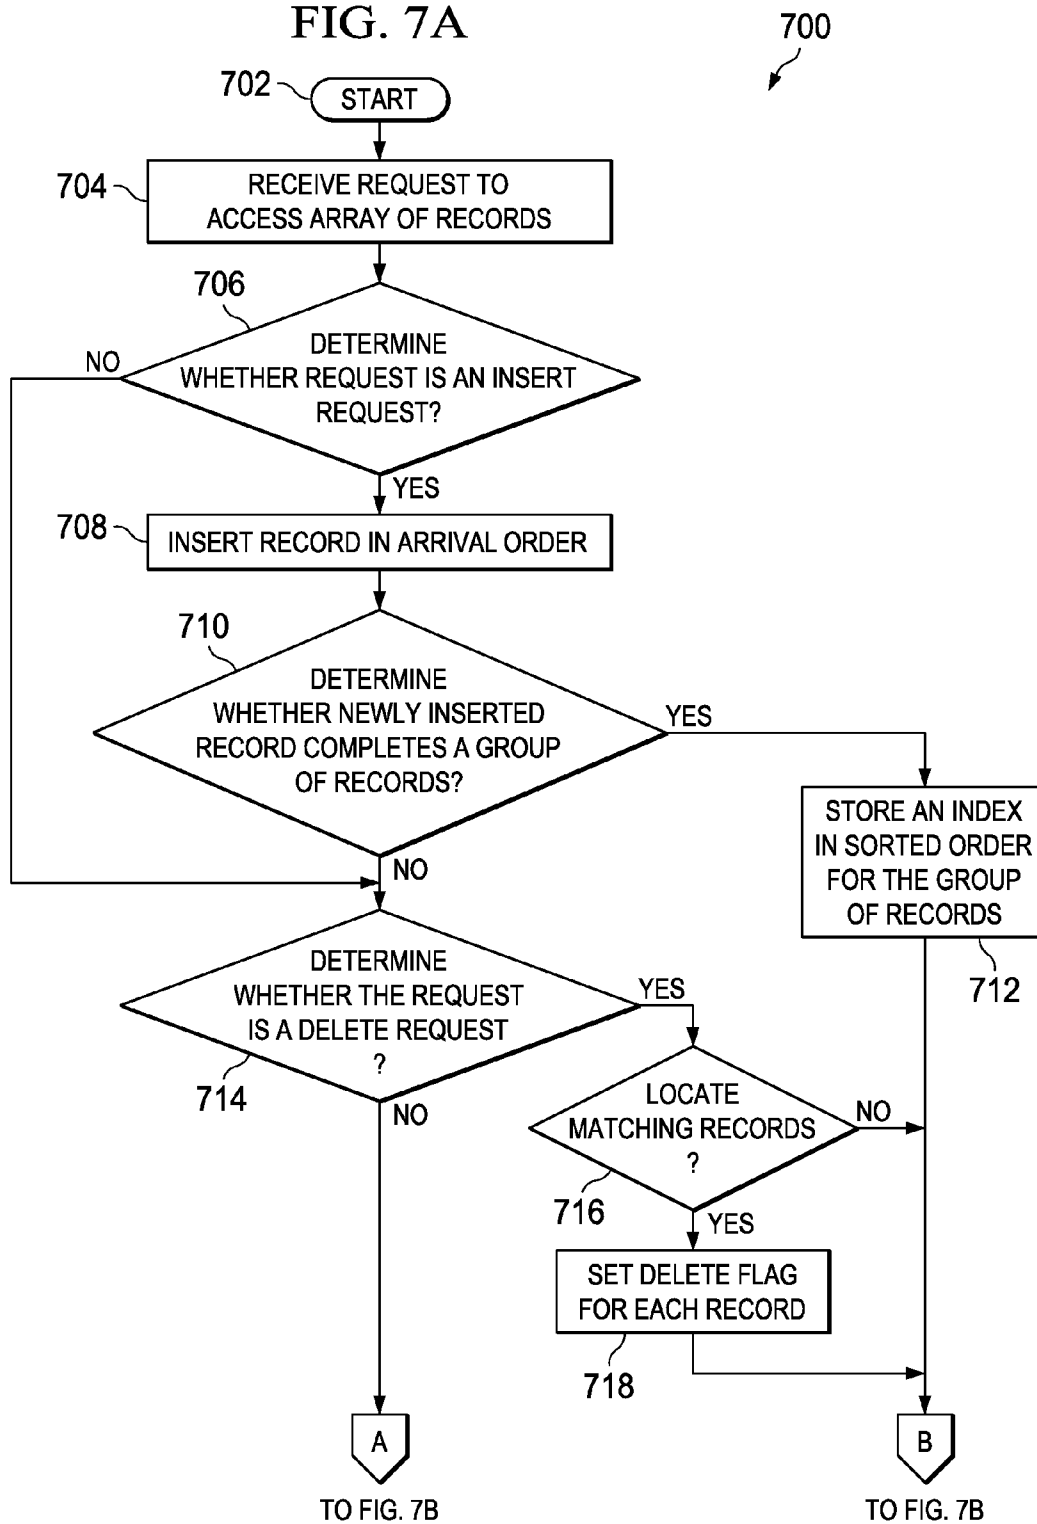 FIG. 7A
700
702
START
704
RECEIVE REQUEST TO
ACCESS ARRAY OF RECORDS
706
DETERMINE
WHETHER REQUEST IS AN INSERT
REQUEST?
NO
YES
708
INSERT RECORD IN ARRIVAL ORDER
710
DETERMINE
WHETHER NEWLY INSERTED
RECORD COMPLETES A GROUP
OF RECORDS?
YES
NO
STORE AN INDEX
IN SORTED ORDER
FOR THE GROUP
OF RECORDS
712
DETERMINE
WHETHER THE REQUEST
IS A DELETE REQUEST
?
714
YES
NO
LOCATE
MATCHING RECORDS
?
716
NO
YES
SET DELETE FLAG
FOR EACH RECORD
718
A
TO FIG. 7B
B
TO FIG. 7B